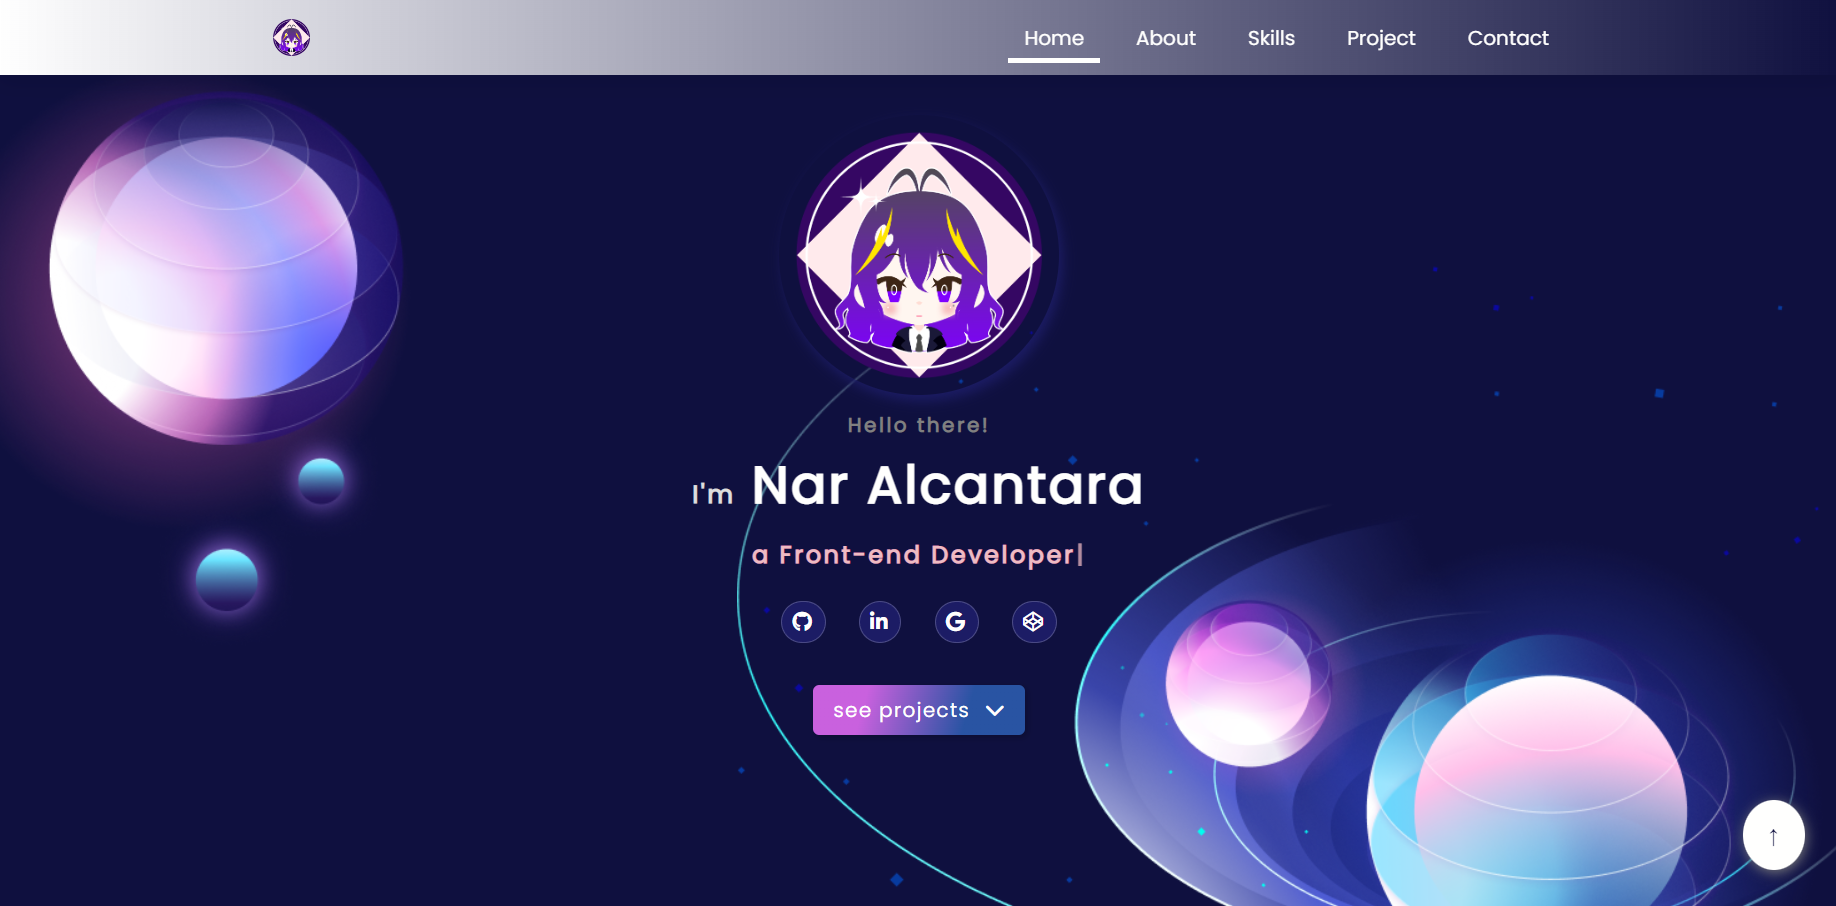 Home About Skills Project Contact
Hello there!
I'm Nar Alcantara
a Front-end Developer|
see projects
↑